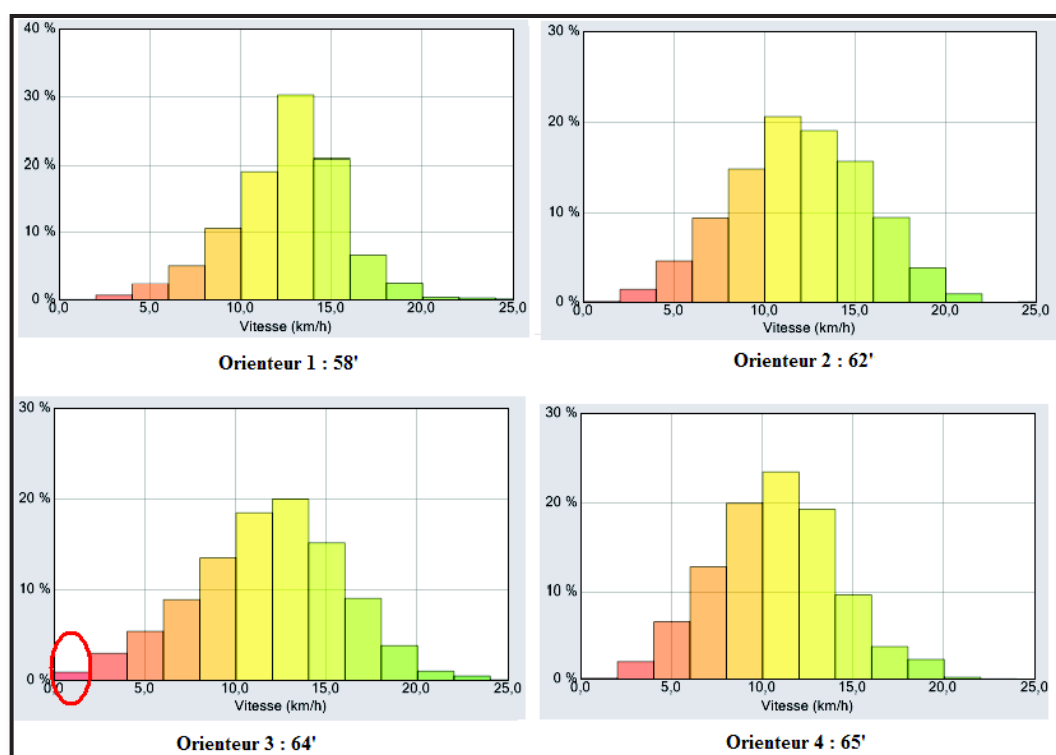 40 %
30 %
20 %
10 %
0 %
0,0 5,0 10,0 15,0 20,0 25,0
Vitesse (km/h)
Orienteur 1 : 58'
30 %
20 %
10 %
0 %
0,0 5,0 10,0 15,0 20,0 25,0
Vitesse (km/h)
Orienteur 2 : 62'
30 %
20 %
10 %
0 %
0,0 5,0 10,0 15,0 20,0 25,0
Vitesse (km/h)
Orienteur 3 : 64'
30 %
20 %
10 %
0 %
0,0 5,0 10,0 15,0 20,0 25,0
Vitesse (km/h)
Orienteur 4 : 65'